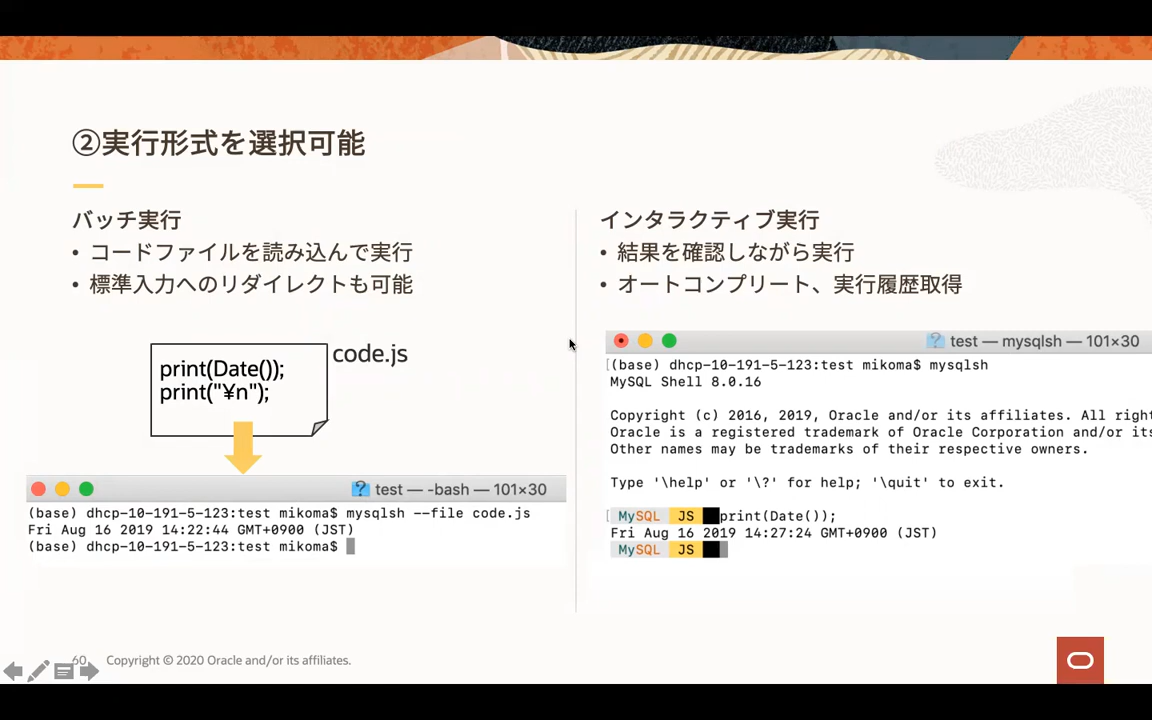 ②実行形式を選択可能
バッチ実行
• コードファイルを読み込んで実行
• 標準入力へのリダイレクトも可能
code.js
print(Date());
print("¥n");
test — -bash — 101×30
(base) dhcp-10-191-5-123:test mikoma$ mysqlsh --file code.js
Fri Aug 16 2019 14:22:44 GMT+0900 (JST)
(base) dhcp-10-191-5-123:test mikoma$
インタラクティブ実行
• 結果を確認しながら実行
• オートコンプリート、実行履歴取得
test — mysqlsh — 101×30
[(base) dhcp-10-191-5-123:test mikoma$ mysqlsh
MySQL Shell 8.0.16
Copyright (c) 2016, 2019, Oracle and/or its affiliates. All righ
Oracle is a registered trademark of Oracle Corporation and/or its
Other names may be trademarks of their respective owners.
Type '\help' or '\?' for help; '\quit' to exit.
[ MySQL JS print(Date());
Fri Aug 16 2019 14:27:24 GMT+0900 (JST)
MySQL JS
60 Copyright © 2020 Oracle and/or its affiliates.